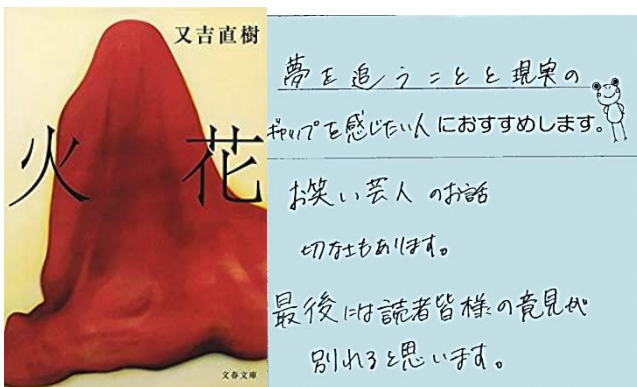 又吉直樹
火花
文春文庫
夢を追うことと現実の
ギャップを感じたい人におすすめします。
お笑い芸人のお話
切なさもあります。
最後には読者皆様の意見が
別れると思います。